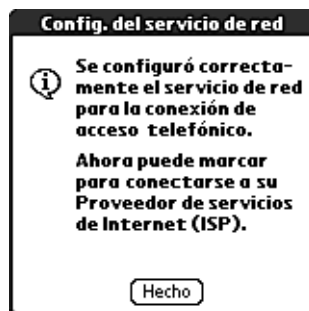 Config. del servicio de red
Se configuró correcta-
mente el servicio de red
para la conexión de
acceso telefónico.
Ahora puede marcar
para conectarse a su
Proveedor de servicios
de Internet (ISP).
Hecho